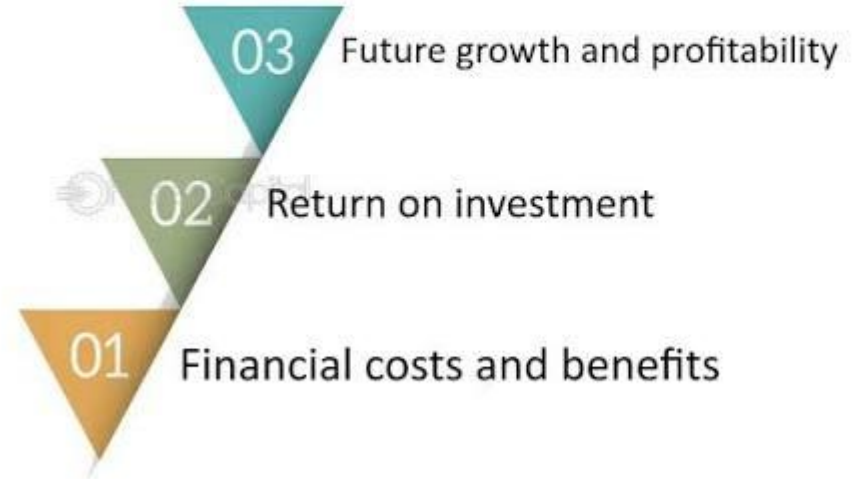 03 Future growth and profitability
02 Return on investment
01 Financial costs and benefits